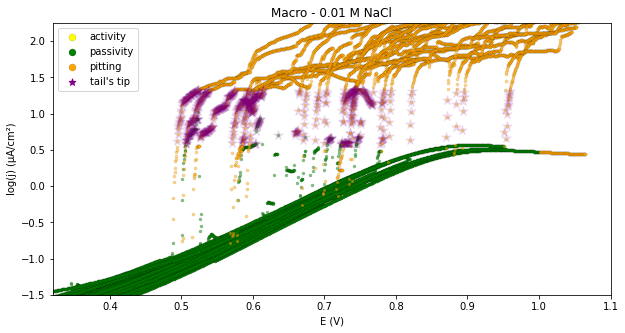 Macro - 0.01 M NaCl
activity
passivity
pitting
tail's tip
log(j) (μA/cm²)
2.0
1.5
1.0
0.5
0.0
−0.5
−1.0
−1.5
0.4 0.5 0.6 0.7 0.8 0.9 1.0 1.1
E (V)